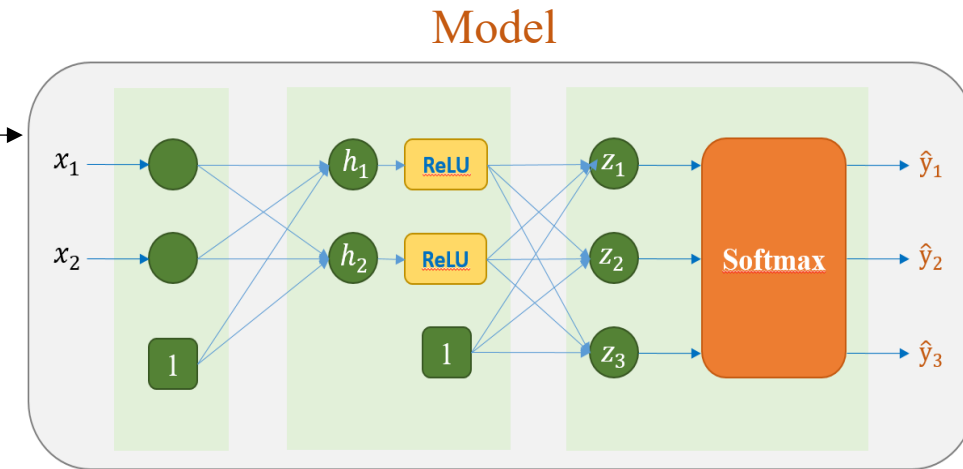 Model
x₁ h₁ ReLU z₁ ŷ₁
x₂ h₂ ReLU z₂ Softmax ŷ₂
1 1 z₃ ŷ₃